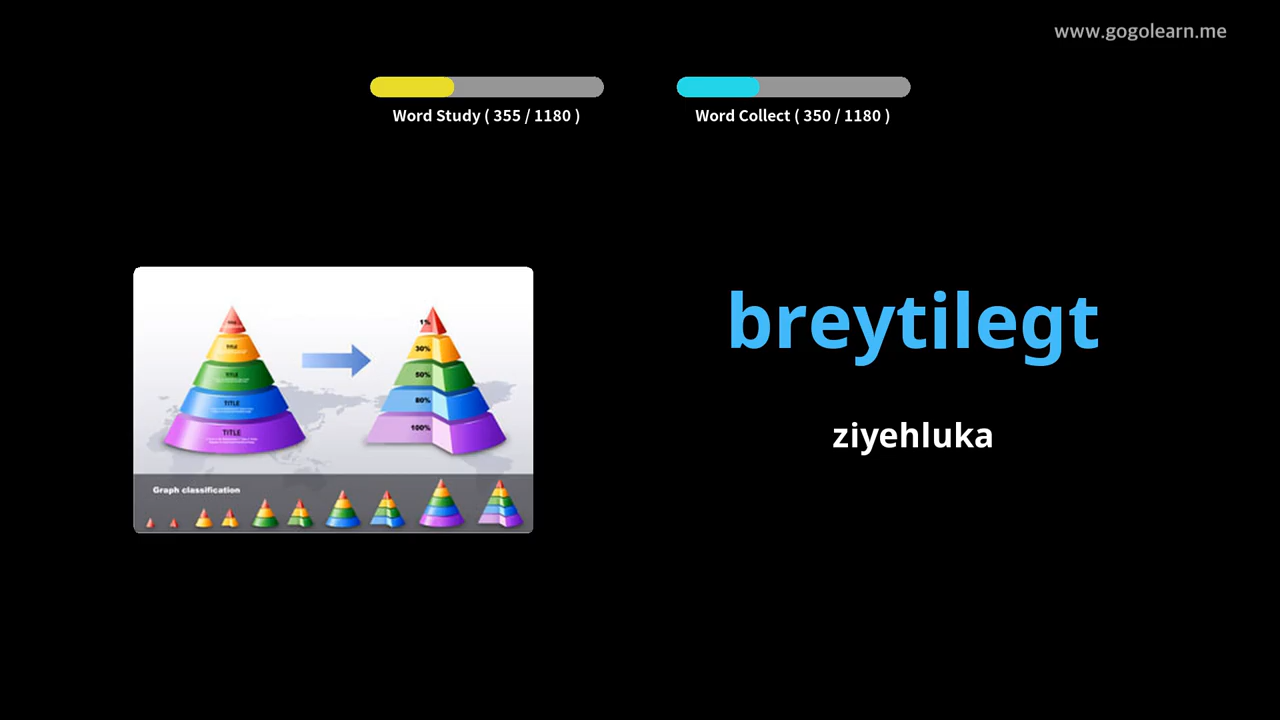 www.gogolearn.me
Word Study ( 355 / 1180 )
Word Collect ( 350 / 1180 )
breytilegt
ziyehluka
TITLE
TITLE
TITLE
TITLE
1%
30%
50%
80%
100%
Graph classification